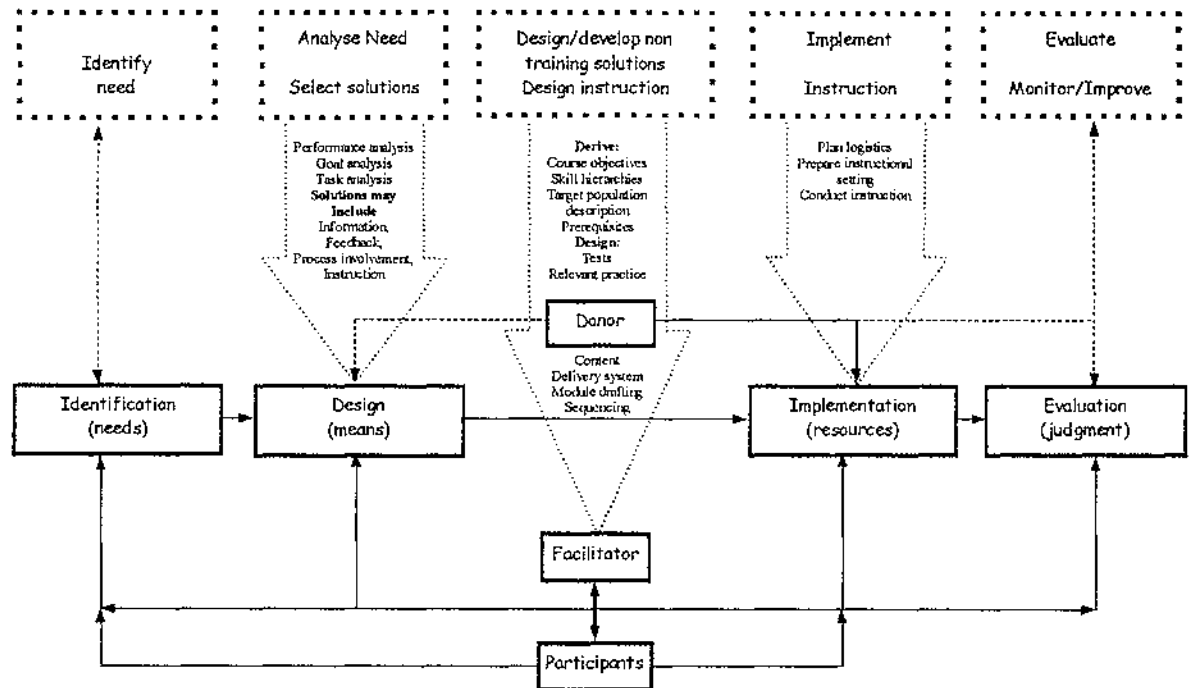 Identify
need
Analyse Need
Select solutions
Design/develop non
training solutions
Design instruction
Implement
Instruction
Evaluate
Monitor/Improve
Performance analysis
Goal analysis
Task analysis
Solutions may
Include
Information,
Feedback,
Process involvement,
Instruction
Derive:
Course objectives
Skill hierarchies
Target population
description
Prerequisites
Design:
Tests
Relevant practice
Plan logistics
Prepare instructional
setting
Conduct instruction
Donor
Content
Delivery system
Module drafting
Sequencing
Identification
(needs)
Design
(means)
Implementation
(resources)
Evaluation
(judgment)
Facilitator
Participants